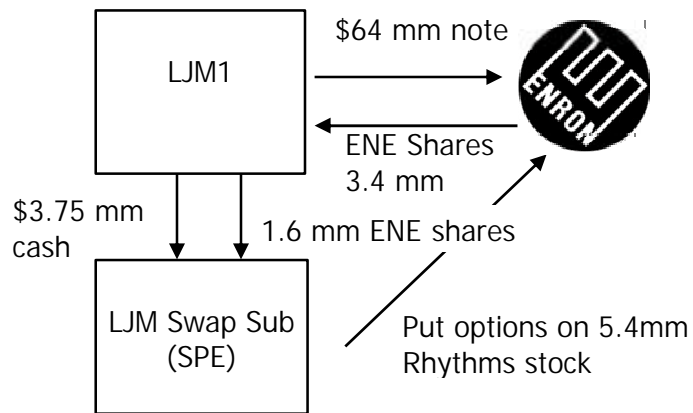 $64 mm note
LJM1
ENRON
ENE Shares
3.4 mm
$3.75 mm
cash
1.6 mm ENE shares
LJM Swap Sub
(SPE)
Put options on 5.4mm
Rhythms stock